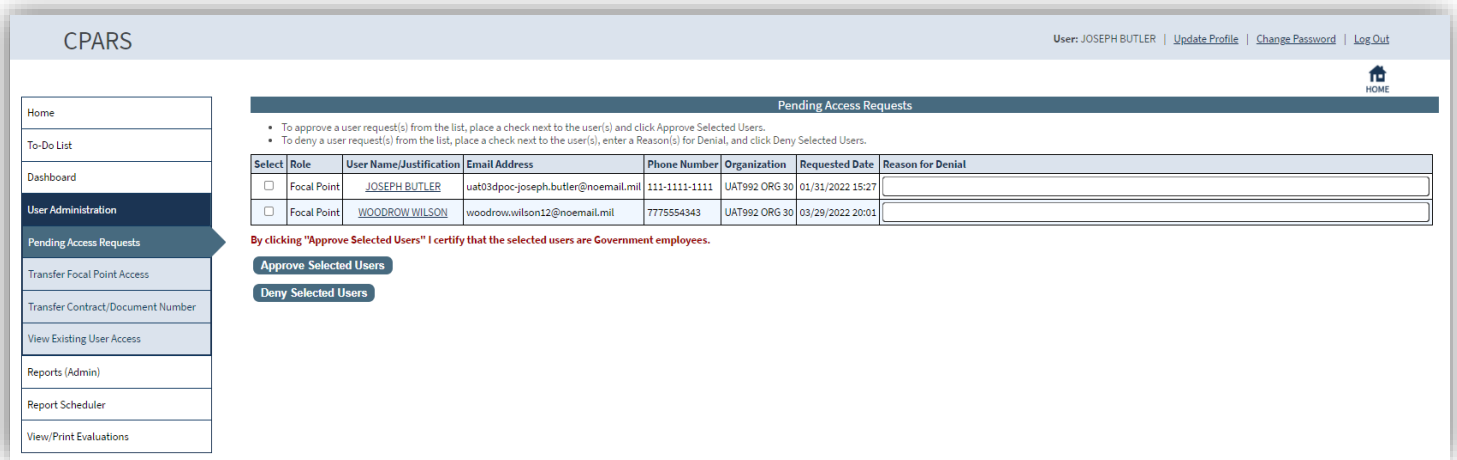 CPARS
User: JOSEPH BUTLER | Update Profile | Change Password | Log Out
HOME
Home
To-Do List
Dashboard
User Administration
Pending Access Requests
Transfer Focal Point Access
Transfer Contract/Document Number
View Existing User Access
Reports (Admin)
Report Scheduler
View/Print Evaluations
Pending Access Requests
• To approve a user request(s) from the list, place a check next to the user(s) and click Approve Selected Users.
• To deny a user request(s) from the list, place a check next to the user(s), enter a Reason(s) for Denial, and click Deny Selected Users.
Select Role User Name/Justification Email Address Phone Number Organization Requested Date Reason for Denial
Focal Point JOSEPH BUTLER uat03dpoc-joseph.butler@noemail.mil 111-1111-1111 UAT992 ORG 30 01/31/2022 15:27
Focal Point WOODROW WILSON woodrow.wilson12@noemail.mil 7775554343 UAT992 ORG 30 03/29/2022 20:01
By clicking "Approve Selected Users" I certify that the selected users are Government employees.
Approve Selected Users
Deny Selected Users